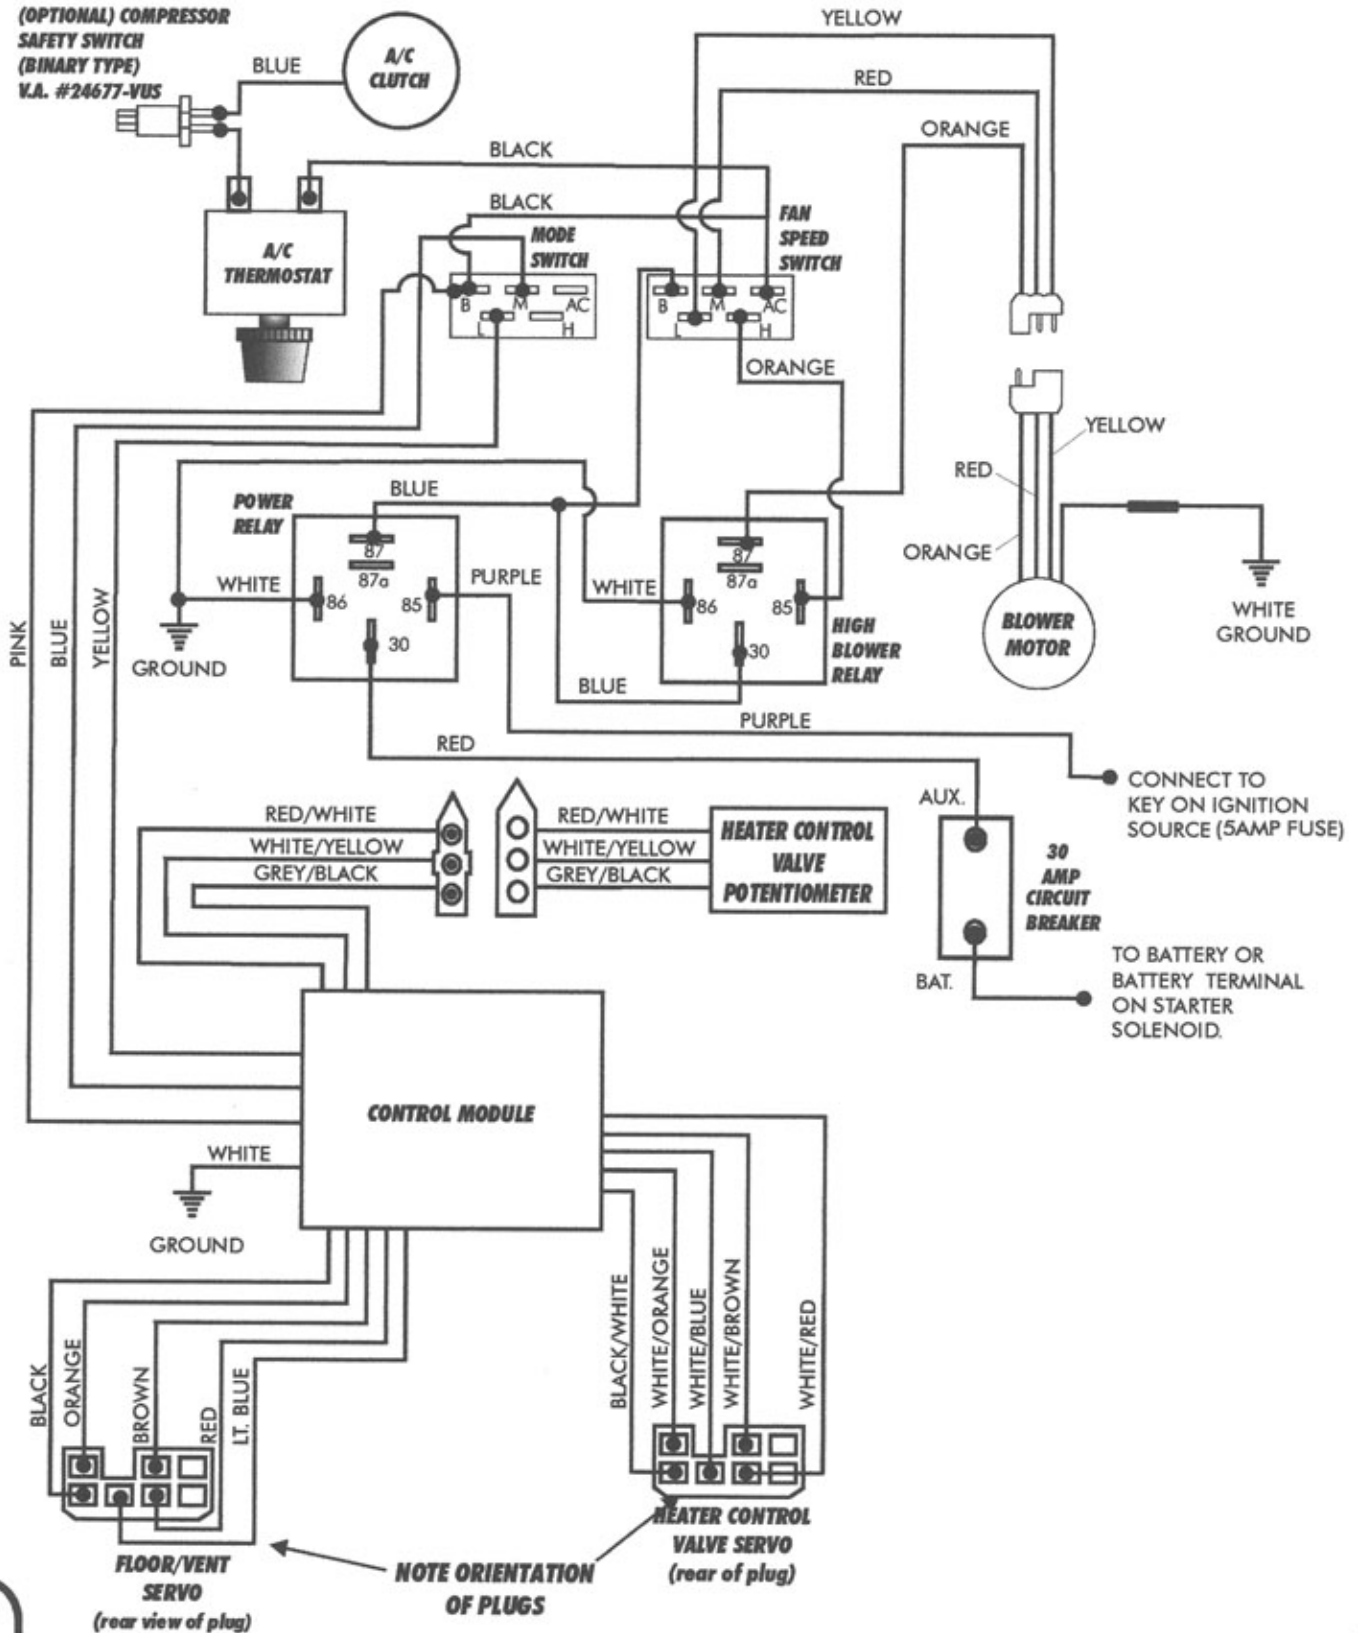 (OPTIONAL) COMPRESSOR
SAFETY SWITCH
(BINARY TYPE)
V.A. #24677-VUS
BLUE
A/C
CLUTCH
YELLOW
RED
ORANGE
BLACK
BLACK
A/C
THERMOSTAT
MODE
SWITCH
B
M
AC
L
H
FAN
SPEED
SWITCH
B
M
AC
L
H
ORANGE
YELLOW
RED
ORANGE
BLOWER
MOTOR
WHITE
GROUND
POWER
RELAY
BLUE
87
87a
86
85
30
WHITE
PURPLE
GROUND
WHITE
87
87a
86
85
30
HIGH
BLOWER
RELAY
BLUE
PURPLE
RED
PINK
BLUE
YELLOW
CONNECT TO
KEY ON IGNITION
SOURCE (5AMP FUSE)
AUX.
30
AMP
CIRCUIT
BREAKER
BAT.
TO BATTERY OR
BATTERY TERMINAL
ON STARTER
SOLENOID.
RED/WHITE
WHITE/YELLOW
GREY/BLACK
RED/WHITE
WHITE/YELLOW
GREY/BLACK
HEATER CONTROL
VALVE
POTENTIOMETER
CONTROL MODULE
WHITE
GROUND
BLACK
ORANGE
BROWN
RED
LT. BLUE
BLACK/WHITE
WHITE/ORANGE
WHITE/BLUE
WHITE/BROWN
WHITE/RED
FLOOR/VENT
SERVO
(rear view of plug)
NOTE ORIENTATION
OF PLUGS
HEATER CONTROL
VALVE SERVO
(rear of plug)